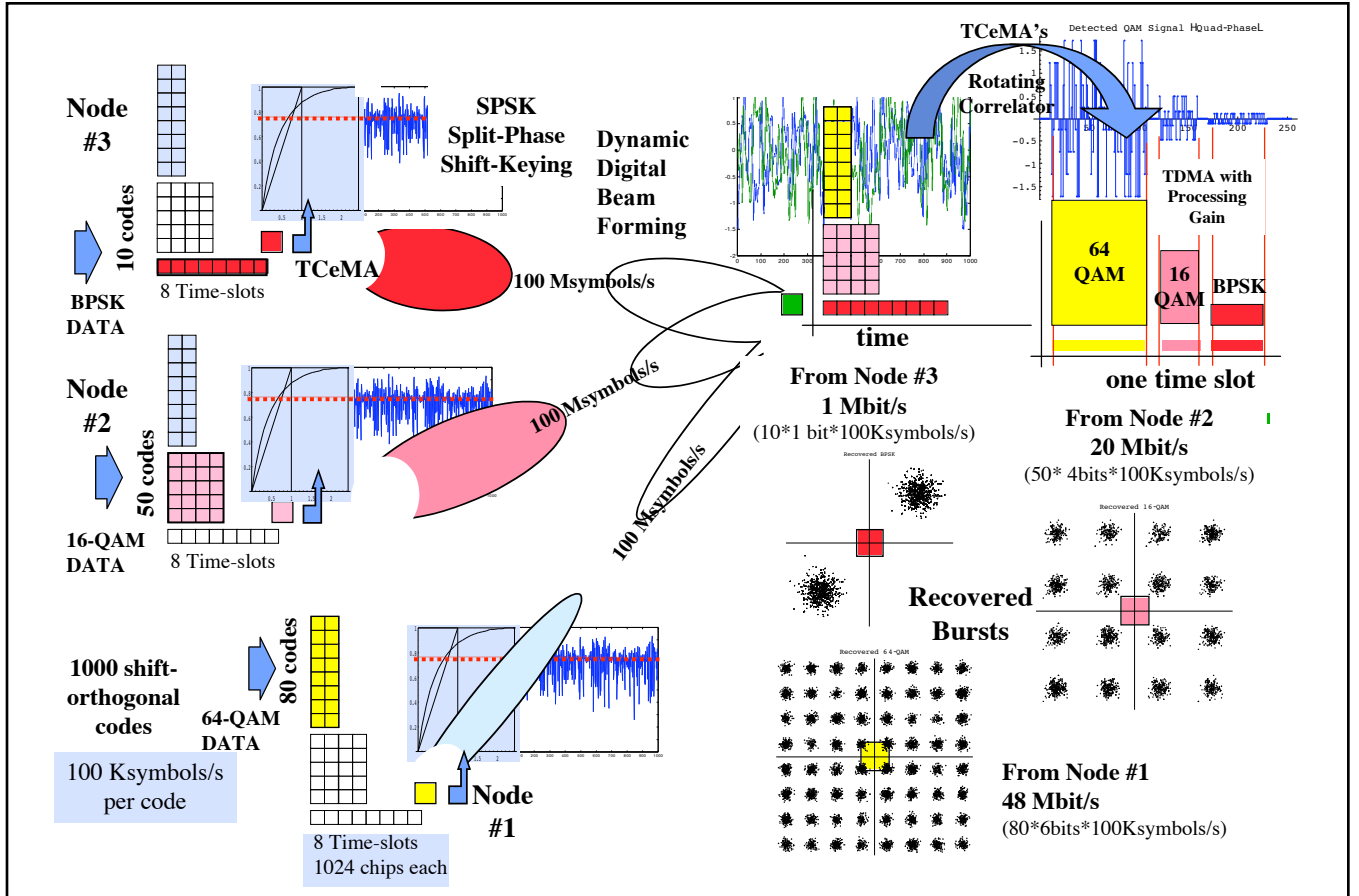 Node
#3
10 codes
BPSK
DATA
8 Time-slots
TCeMA
SPSK
Split-Phase
Shift-Keying
Dynamic
Digital
Beam
Forming
100 Msymbols/s
TCeMA's
Rotating
Correlator
Detected QAM Signal HQuad-PhaseL
TDMA with
Processing
Gain
64
QAM
16
QAM
BPSK
time
one time slot
Node
#2
50 codes
16-QAM
DATA
8 Time-slots
100 Msymbols/s
100 Msymbols/s
From Node #3
1 Mbit/s
(10*1 bit*100Ksymbols/s)
Recovered BPSK
From Node #2
20 Mbit/s
(50* 4bits*100Ksymbols/s)
Recovered 16-QAM
Recovered
Bursts
1000 shift-
orthogonal
codes
100 Ksymbols/s
per code
80 codes
64-QAM
DATA
8 Time-slots
1024 chips each
Node
#1
Recovered 64-QAM
From Node #1
48 Mbit/s
(80*6bits*100Ksymbols/s)